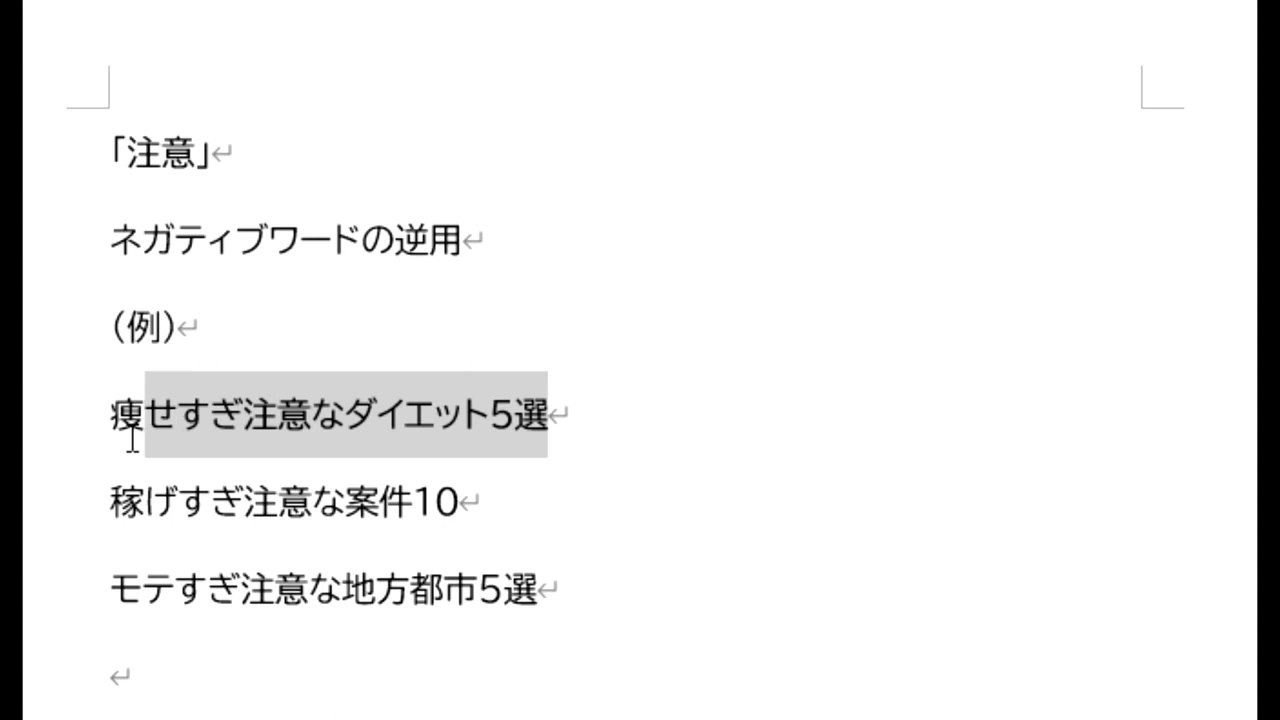 「注意」
ネガティブワードの逆用
（例）
痩せすぎ注意なダイエット5選
稼げすぎ注意な案件10
モテすぎ注意な地方都市5選